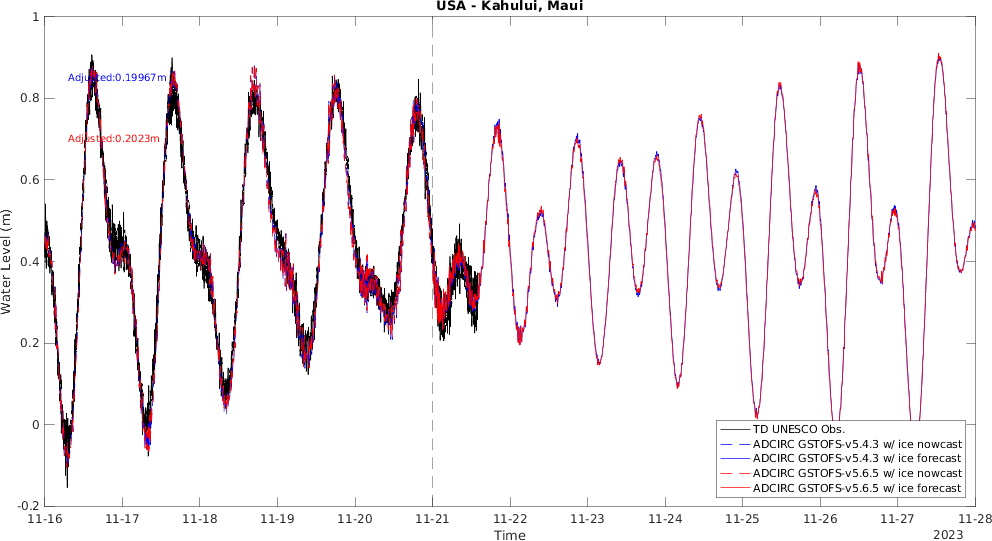 USA - Kahului, Maui
Water Level (m)
1
0.8
0.6
0.4
0.2
0
-0.2
Adjusted:0.19967m
Adjusted:0.2023m
TD UNESCO Obs.
ADCIRC GSTOFS-v5.4.3 w/ ice nowcast
ADCIRC GSTOFS-v5.4.3 w/ ice forecast
ADCIRC GSTOFS-v5.6.5 w/ ice nowcast
ADCIRC GSTOFS-v5.6.5 w/ ice forecast
11-16 11-17 11-18 11-19 11-20 11-21 11-22 11-23 11-24 11-25 11-26 11-27 11-28
Time
2023